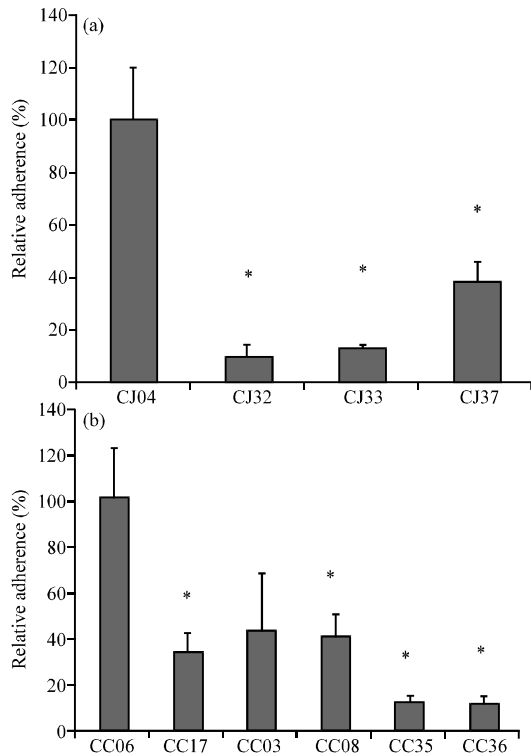 (a)
140
120
100
80
60
40
20
0
Relative adherence (%)
* * *
CJ04 CJ32 CJ33 CJ37
(b)
140
120
100
80
60
40
20
0
Relative adherence (%)
* * * *
CC06 CC17 CC03 CC08 CC35 CC36